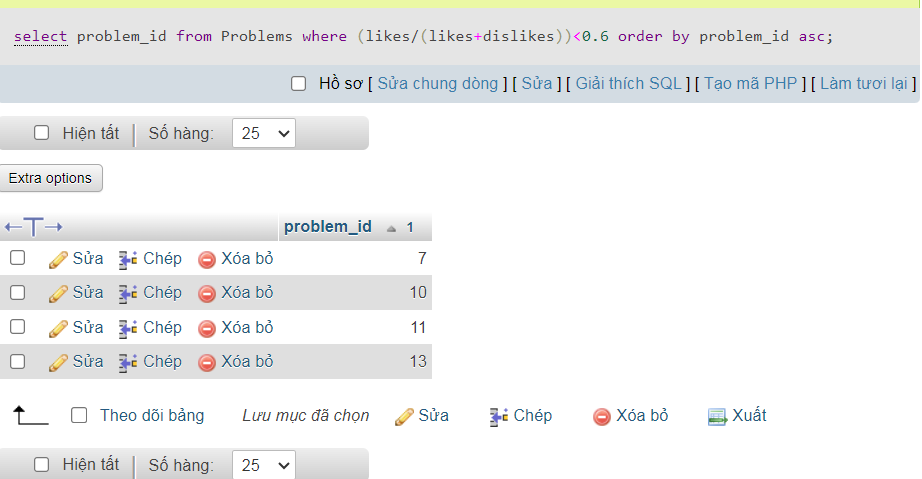 select problem_id from Problems where (likes/(likes+dislikes))<0.6 order by problem_id asc;
Hồ sơ [ Sửa chung dòng ] [ Sửa ] [ Giải thích SQL ] [ Tạo mã PHP ] [ Làm tươi lại ]
Hiện tất | Số hàng: 25
Extra options
←T→ problem_id 1
Sửa Chép Xóa bỏ 7
Sửa Chép Xóa bỏ 10
Sửa Chép Xóa bỏ 11
Sửa Chép Xóa bỏ 13
Theo dõi bảng Lưu mục đã chọn Sửa Chép Xóa bỏ Xuất
Hiện tất | Số hàng: 25